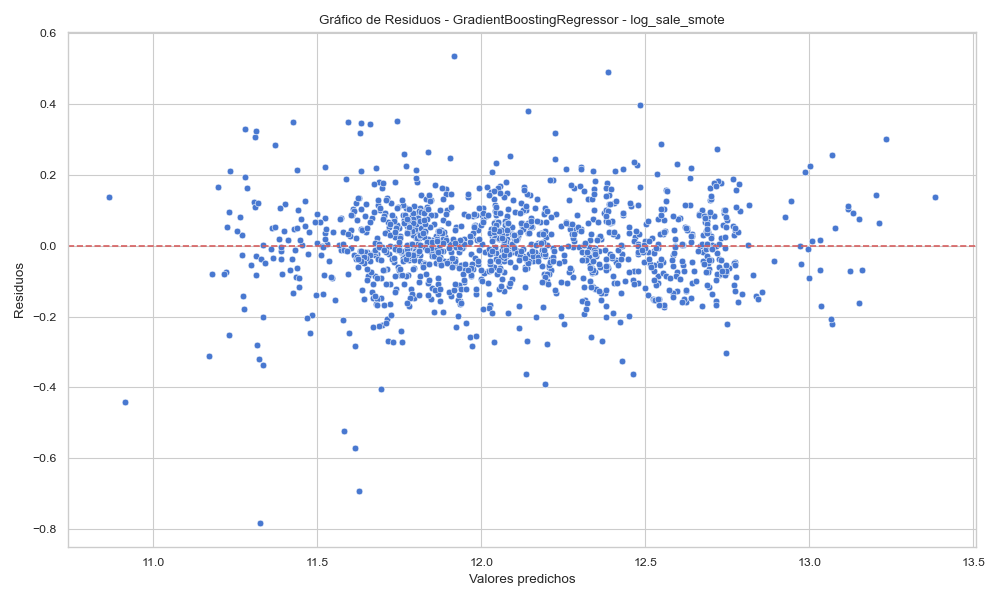 Gráfico de Residuos - GradientBoostingRegressor - log_sale_smote
0.6
0.4
0.2
0.0
−0.2
−0.4
−0.6
−0.8
Residuos
11.0 11.5 12.0 12.5 13.0 13.5
Valores predichos